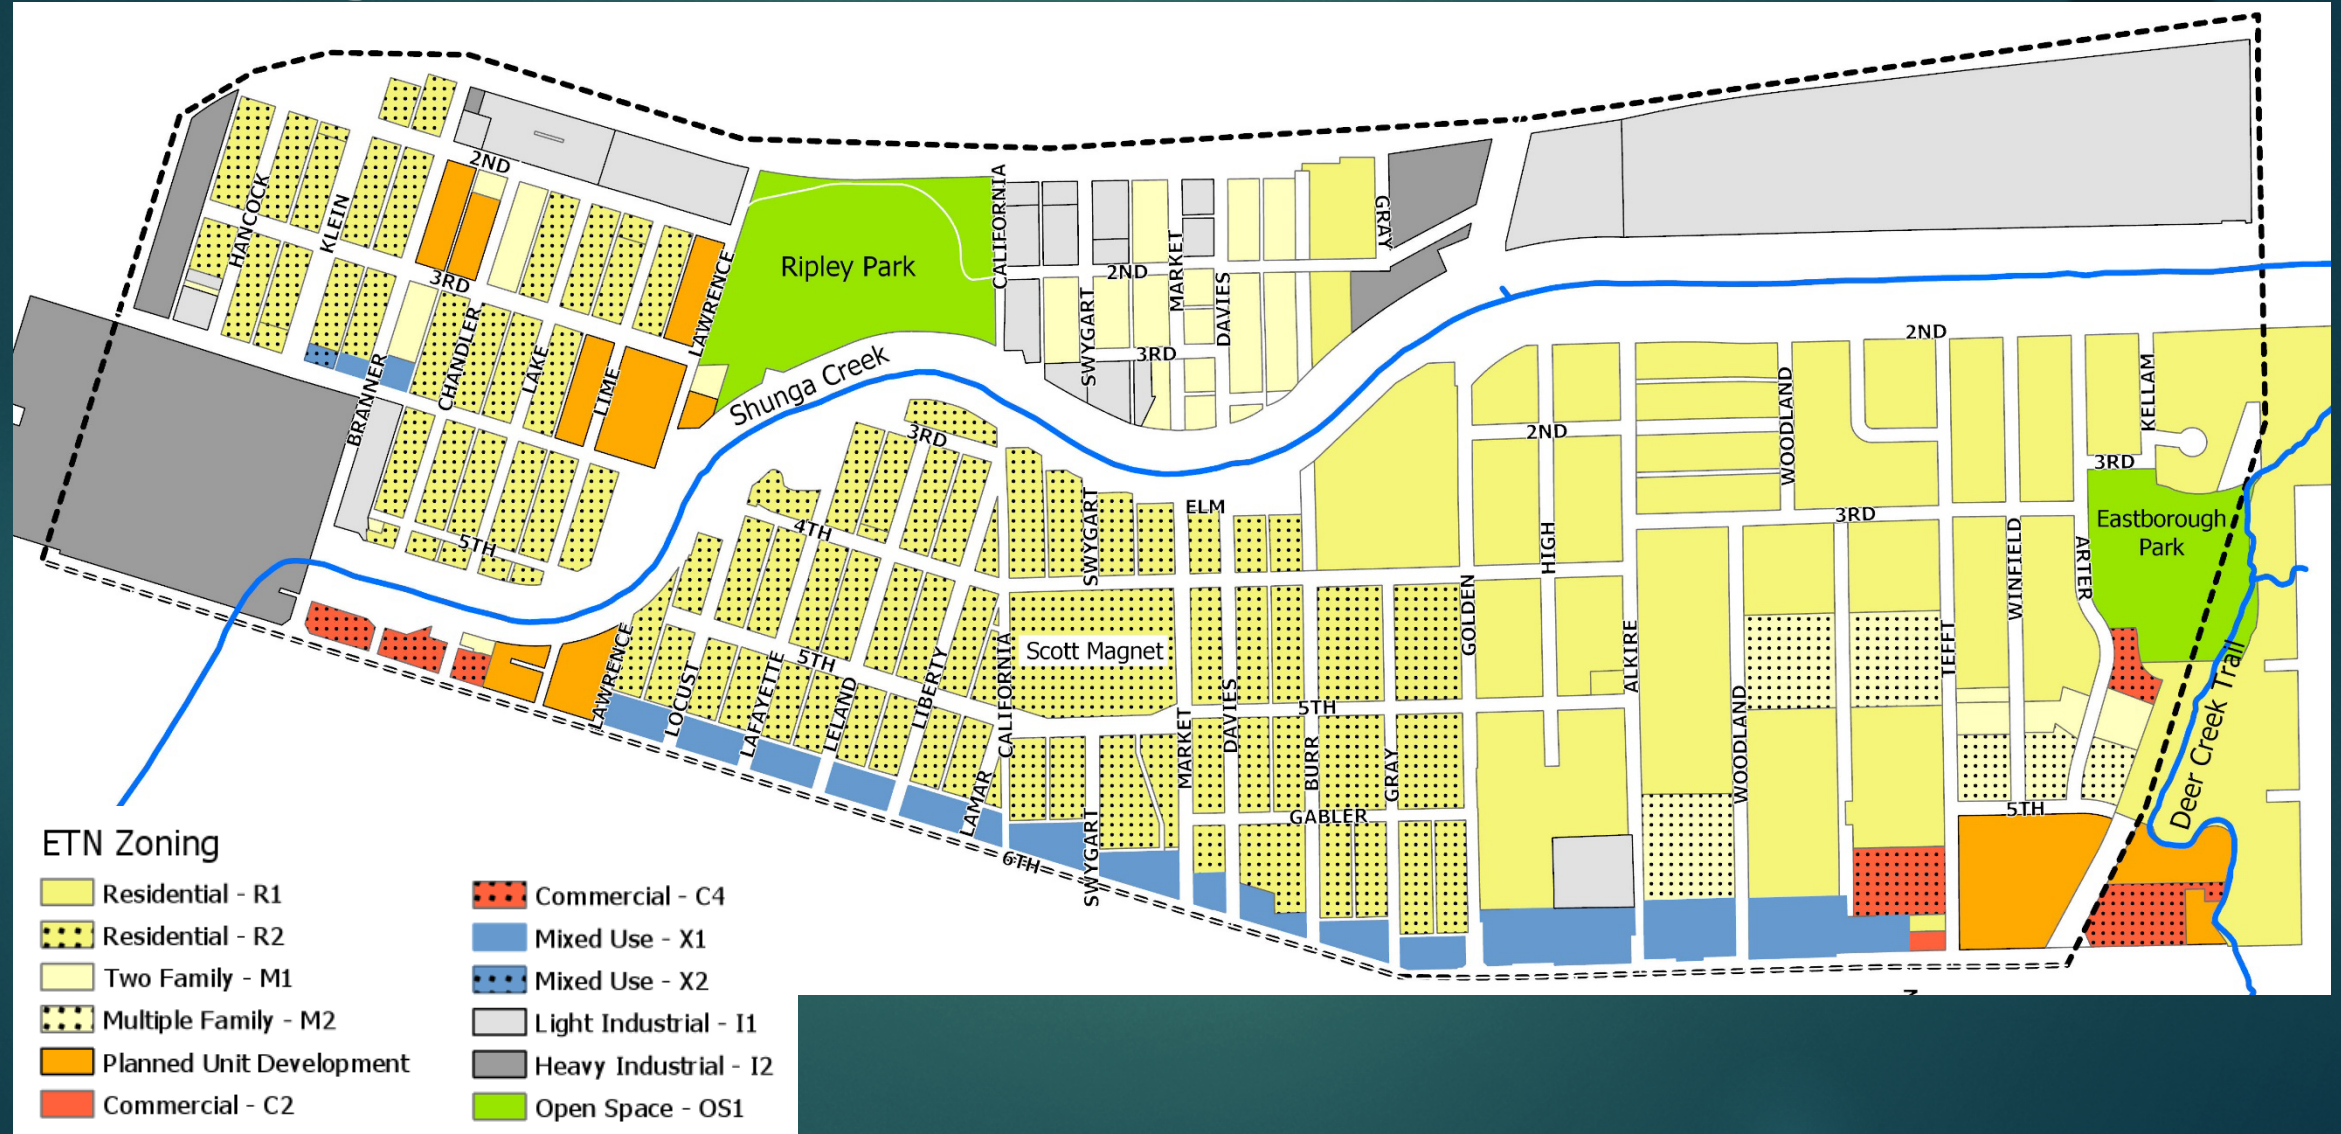 2ND
HANCOCK
KLEIN
3RD
BRANNER
CHANDLER
LAKE
LIME
LAWRENCE
5TH
Ripley Park
Shunga Creek
CALIFORNIA
2ND
SWYGART
MARKET
DAVIES
3RD
GRAY
3RD
4TH
5TH
LAWRENCE
LOCUST
LAFAYETTE
LELAND
LIBERTY
LAMAR
CALIFORNIA
SWYGART
ELM
Scott Magnet
MARKET
DAVIES
5TH
BURR
GRAY
GABLER
SWYGART
6TH
GOLDEN
2ND
HIGH
ALKIRE
WOODLAND
WOODLAND
2ND
3RD
TEFFT
WINFIELD
ARTER
KELLAM
3RD
Eastborough
Park
5TH
Deer Creek Trail
ETN Zoning
Residential - R1
Residential - R2
Two Family - M1
Multiple Family - M2
Planned Unit Development
Commercial - C2
Commercial - C4
Mixed Use - X1
Mixed Use - X2
Light Industrial - I1
Heavy Industrial - I2
Open Space - OS1